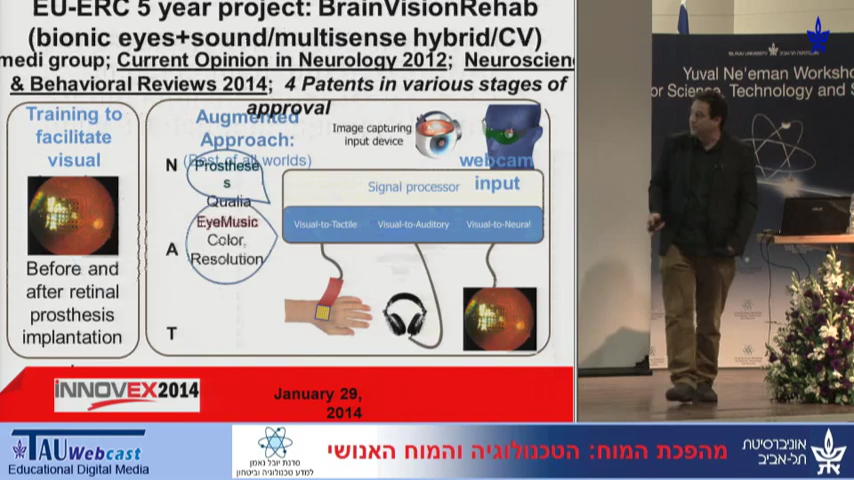 EU-ERC 5 year project: BrainVisionRehab
(bionic eyes+sound/multisense hybrid/CV)
medi group; Current Opinion in Neurology 2012; Neuroscien
& Behavioral Reviews 2014; 4 Patents in various stages of
approval
Training to
facilitate
visual
Before and
after retinal
prosthesis
implantation
Augmented
Approach:
(Best of all worlds)
N
Prosthese
s
Qualia
EyeMusic
Color,
Resolution
A
T
Image capturing
input device
webcam
input
Signal processor
Visual-to-Tactile
Visual-to-Auditory
Visual-to-Neural
INNOVEX2014
January 29,
2014
Yuval Ne'eman Worksho
or Science, Technology and S
TAU Webcast
Educational Digital Media
סדנת יובל נאמן
למדע טכנולוגיה וביטחון
מהפכת המוח: הטכנולוגיה והמוח האנושי
אוניברסיטת
תל-אביב